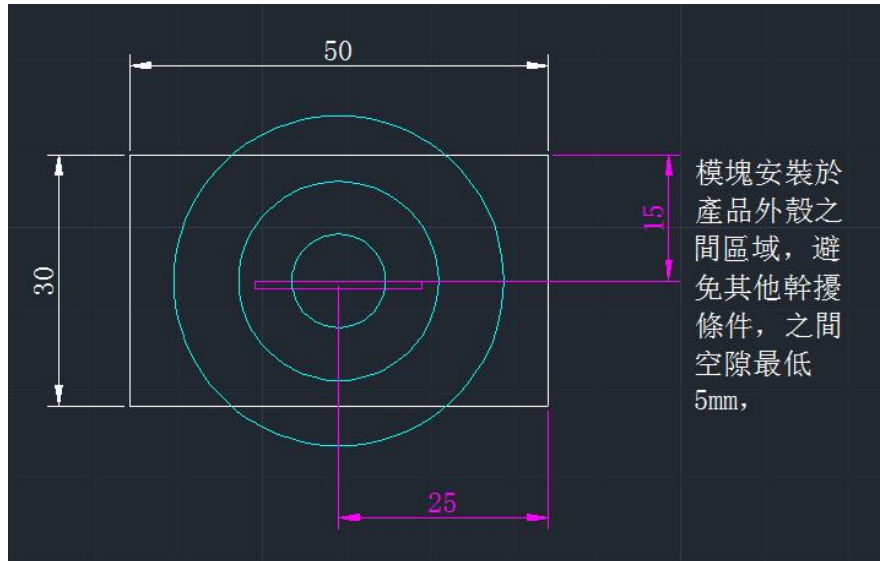 50
30
15
25
模塊安裝於
產品外殼之
間區域，避
免其他幹擾
條件，之間
空隙最低
5mm，